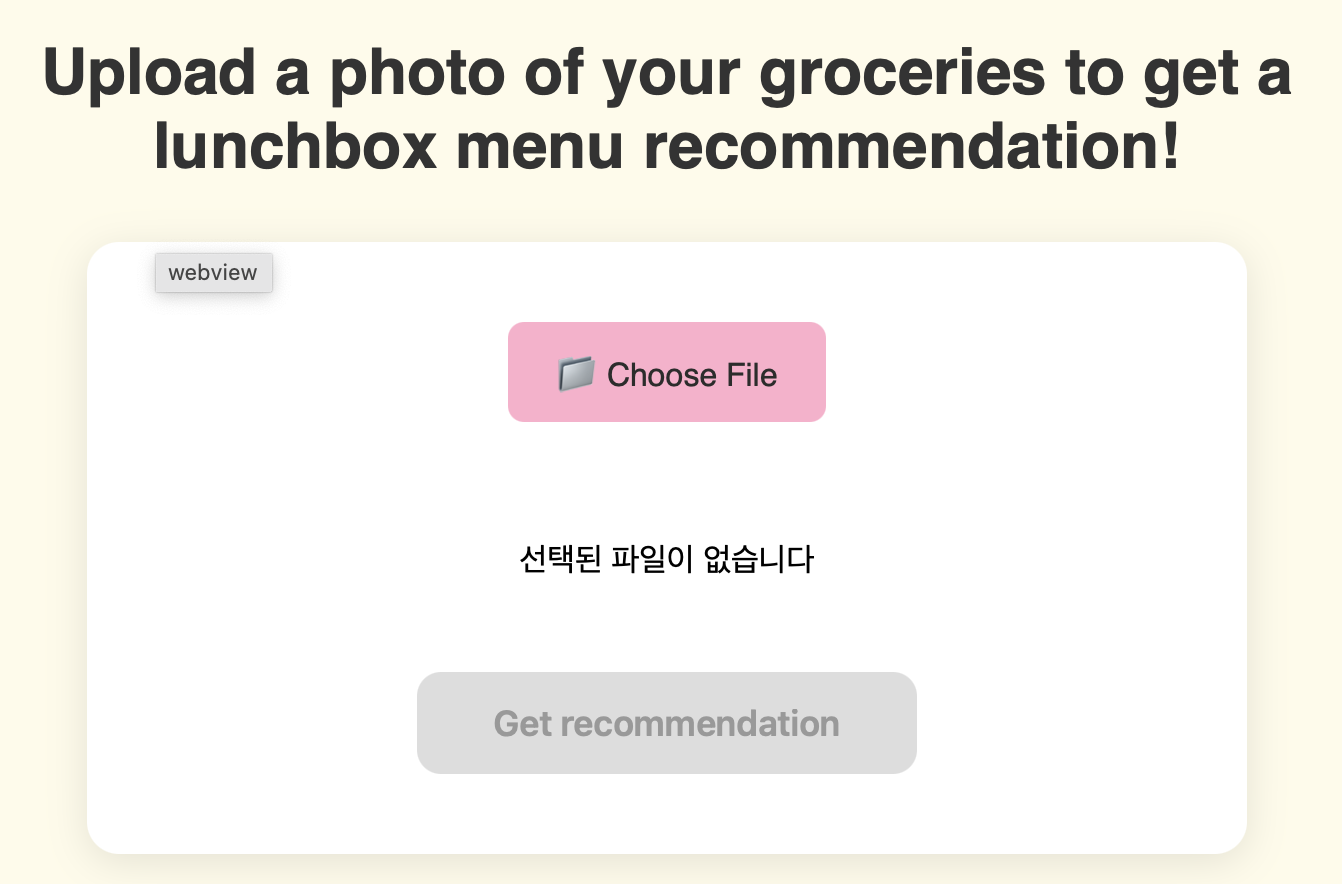 Upload a photo of your groceries to get a
lunchbox menu recommendation!
webview
Choose File
선택된 파일이 없습니다
Get recommendation